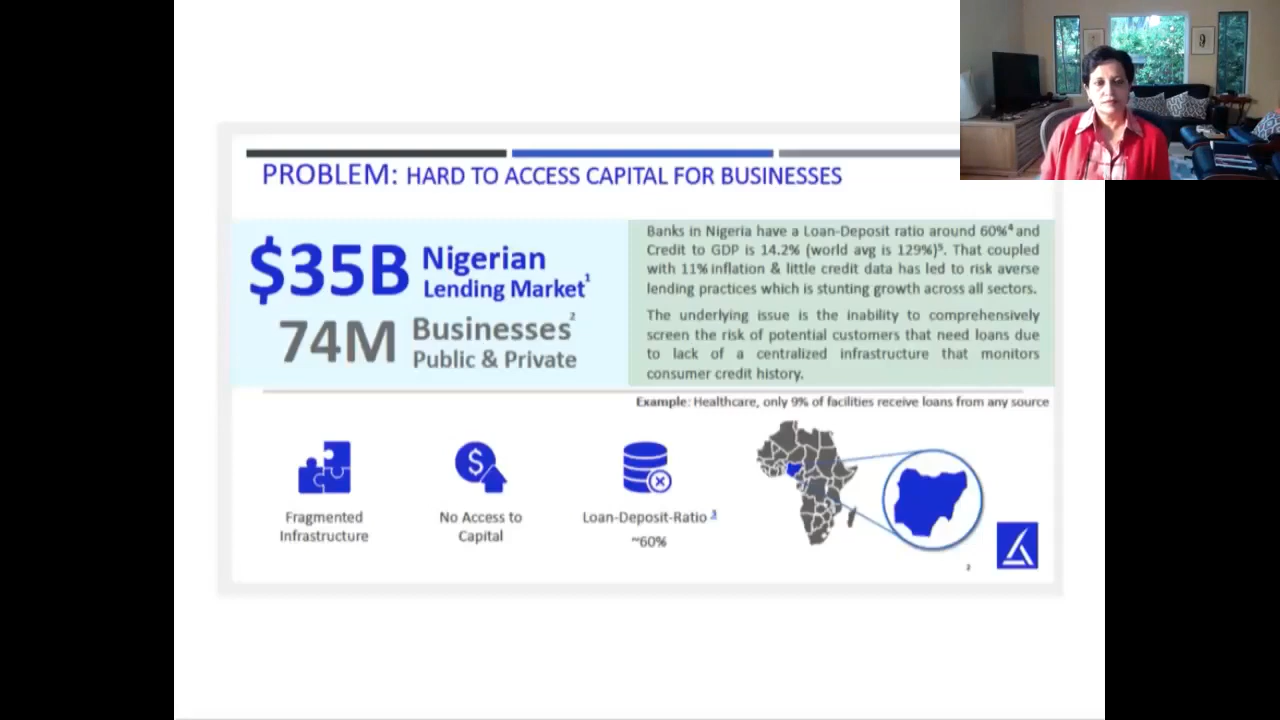 PROBLEM: HARD TO ACCESS CAPITAL FOR BUSINESSES
$35B Nigerian
Lending Market1
74M Businesses2
Public & Private
Banks in Nigeria have a Loan-Deposit ratio around 60%4 and
Credit to GDP is 14.2% (world avg is 129%)5. That coupled
with 11% inflation & little credit data has led to risk averse
lending practices which is stunting growth across all sectors.
The underlying issue is the inability to comprehensively
screen the risk of potential customers that need loans due
to lack of a centralized infrastructure that monitors
consumer credit history.
Example: Healthcare, only 9% of facilities receive loans from any source
Fragmented
Infrastructure
No Access to
Capital
Loan-Deposit-Ratio 3
~60%
2